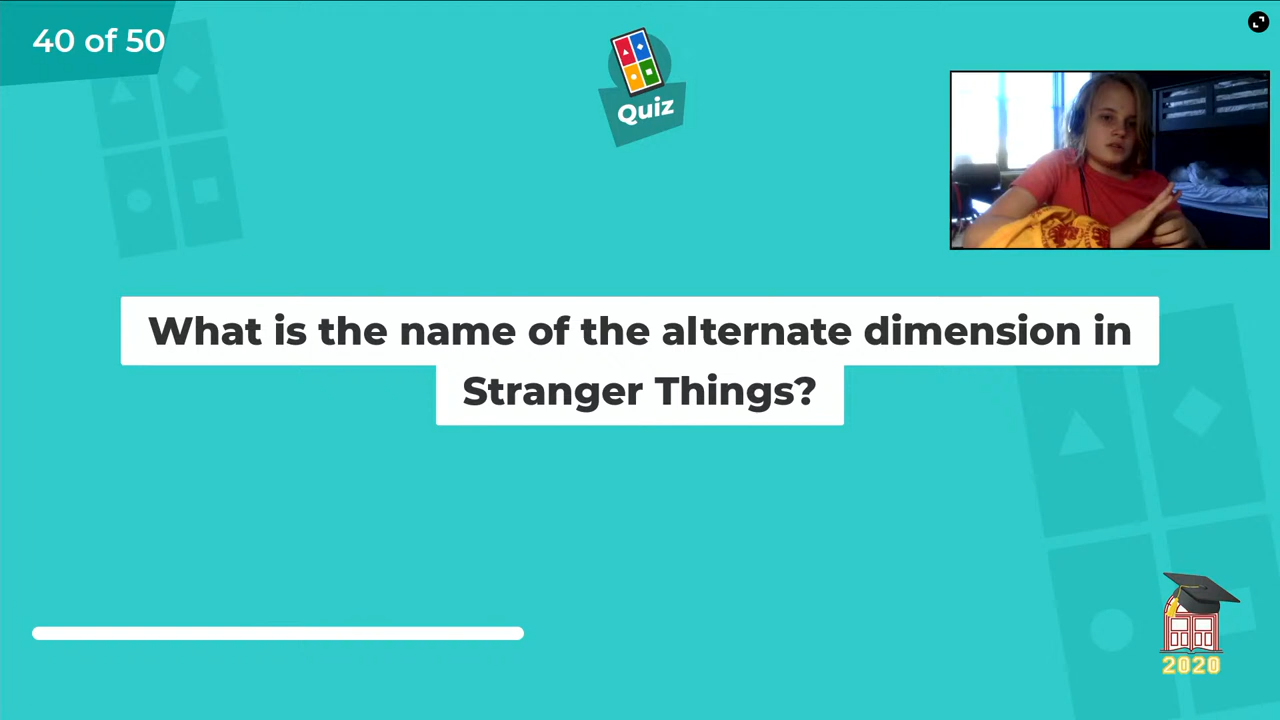 40 of 50
Quiz
What is the name of the alternate dimension in
Stranger Things?
2020